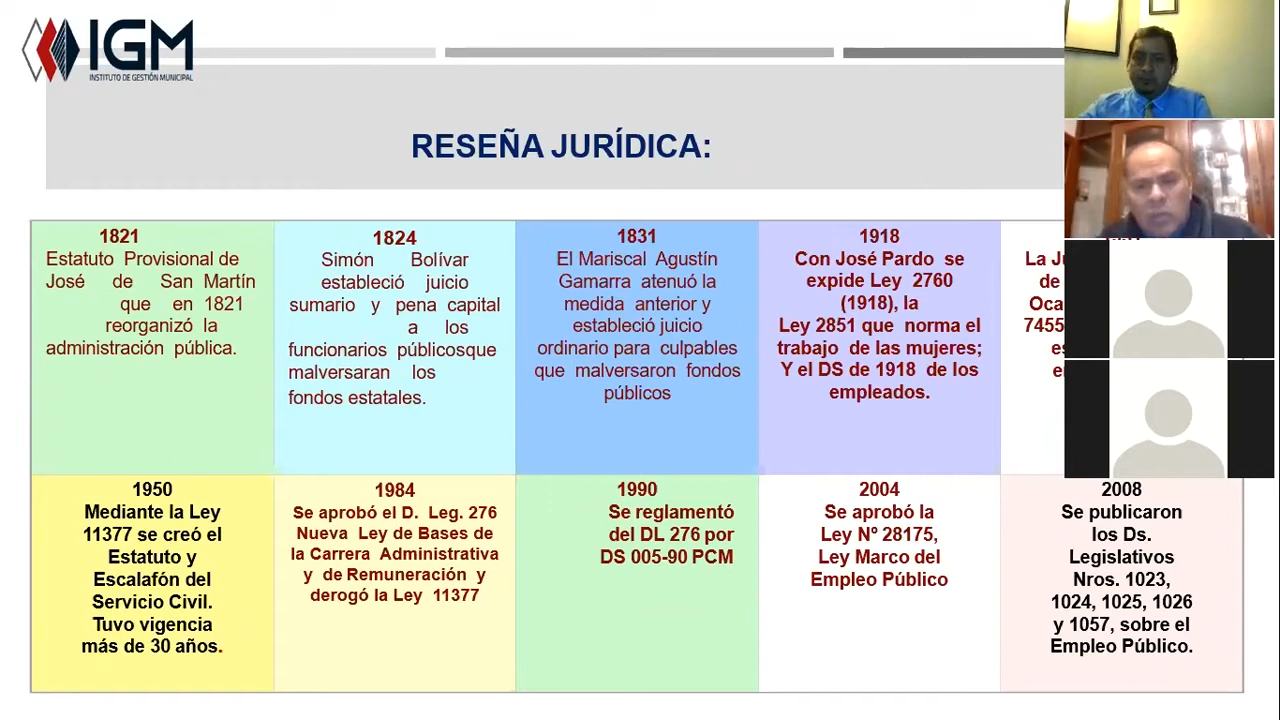 IGM
INSTITUTO DE GESTIÓN MUNICIPAL
RESEÑA JURÍDICA:
1821
Estatuto Provisional de
José de San Martín
que en 1821
reorganizó la
administración pública.
1824
Simón Bolívar
estableció juicio
sumario y pena capital
a los
funcionarios públicosque
malversaran los
fondos estatales.
1831
El Mariscal Agustín
Gamarra atenuó la
medida anterior y
estableció juicio
ordinario para culpables
que malversaron fondos
públicos
1918
Con José Pardo se
expide Ley 2760
(1918), la
Ley 2851 que norma el
trabajo de las mujeres;
Y el DS de 1918 de los
empleados.
La
de
7455
1950
Mediante la Ley
11377 se creó el
Estatuto y
Escalafón del
Servicio Civil.
Tuvo vigencia
más de 30 años.
1984
Se aprobó el D. Leg. 276
Nueva Ley de Bases de
la Carrera Administrativa
y de Remuneración y
derogó la Ley 11377
1990
Se reglamentó
del DL 276 por
DS 005-90 PCM
2004
Se aprobó la
Ley Nº 28175,
Ley Marco del
Empleo Público
2008
Se publicaron
los Ds.
Legislativos
Nros. 1023,
1024, 1025, 1026
y 1057, sobre el
Empleo Público.